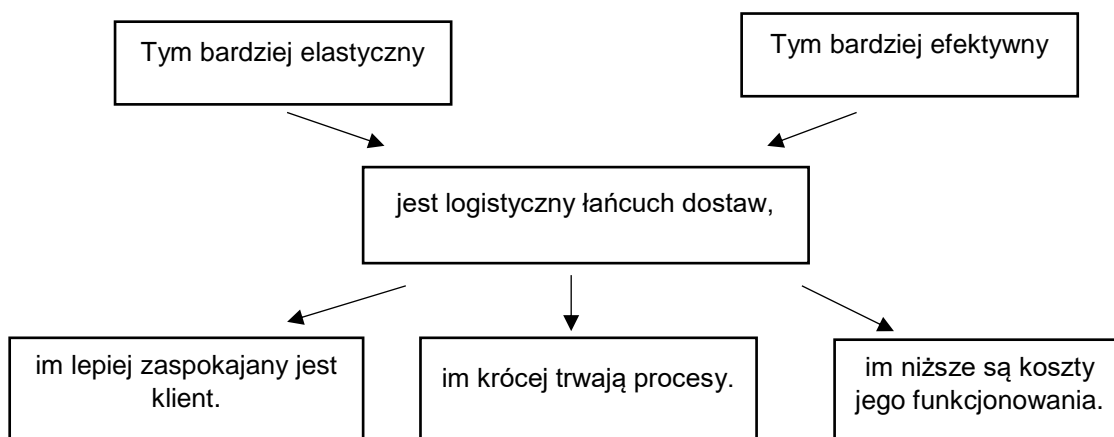 Tym bardziej elastyczny
Tym bardziej efektywny
jest logistyczny łańcuch dostaw,
im lepiej zaspokajany jest
klient.
im krócej trwają procesy.
im niższe są koszty
jego funkcjonowania.